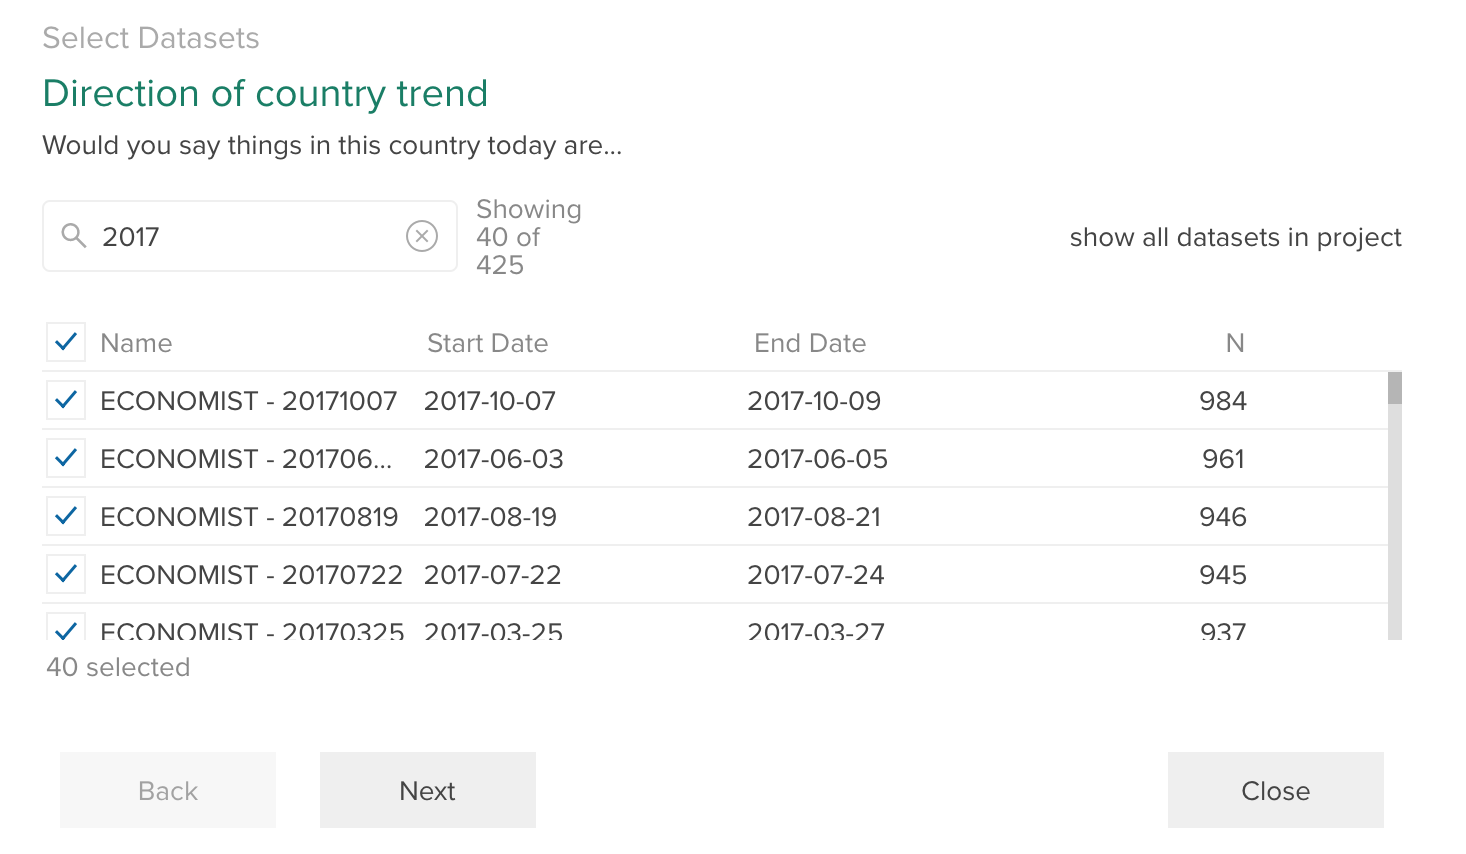 Select Datasets
Direction of country trend
Would you say things in this country today are...
2017
Showing
40 of
425
show all datasets in project
Name Start Date End Date N
ECONOMIST - 20171007 2017-10-07 2017-10-09 984
ECONOMIST - 201706... 2017-06-03 2017-06-05 961
ECONOMIST - 20170819 2017-08-19 2017-08-21 946
ECONOMIST - 20170722 2017-07-22 2017-07-24 945
ECONOMIST - 20170325 2017-03-25 2017-03-27 937
40 selected
Back Next Close